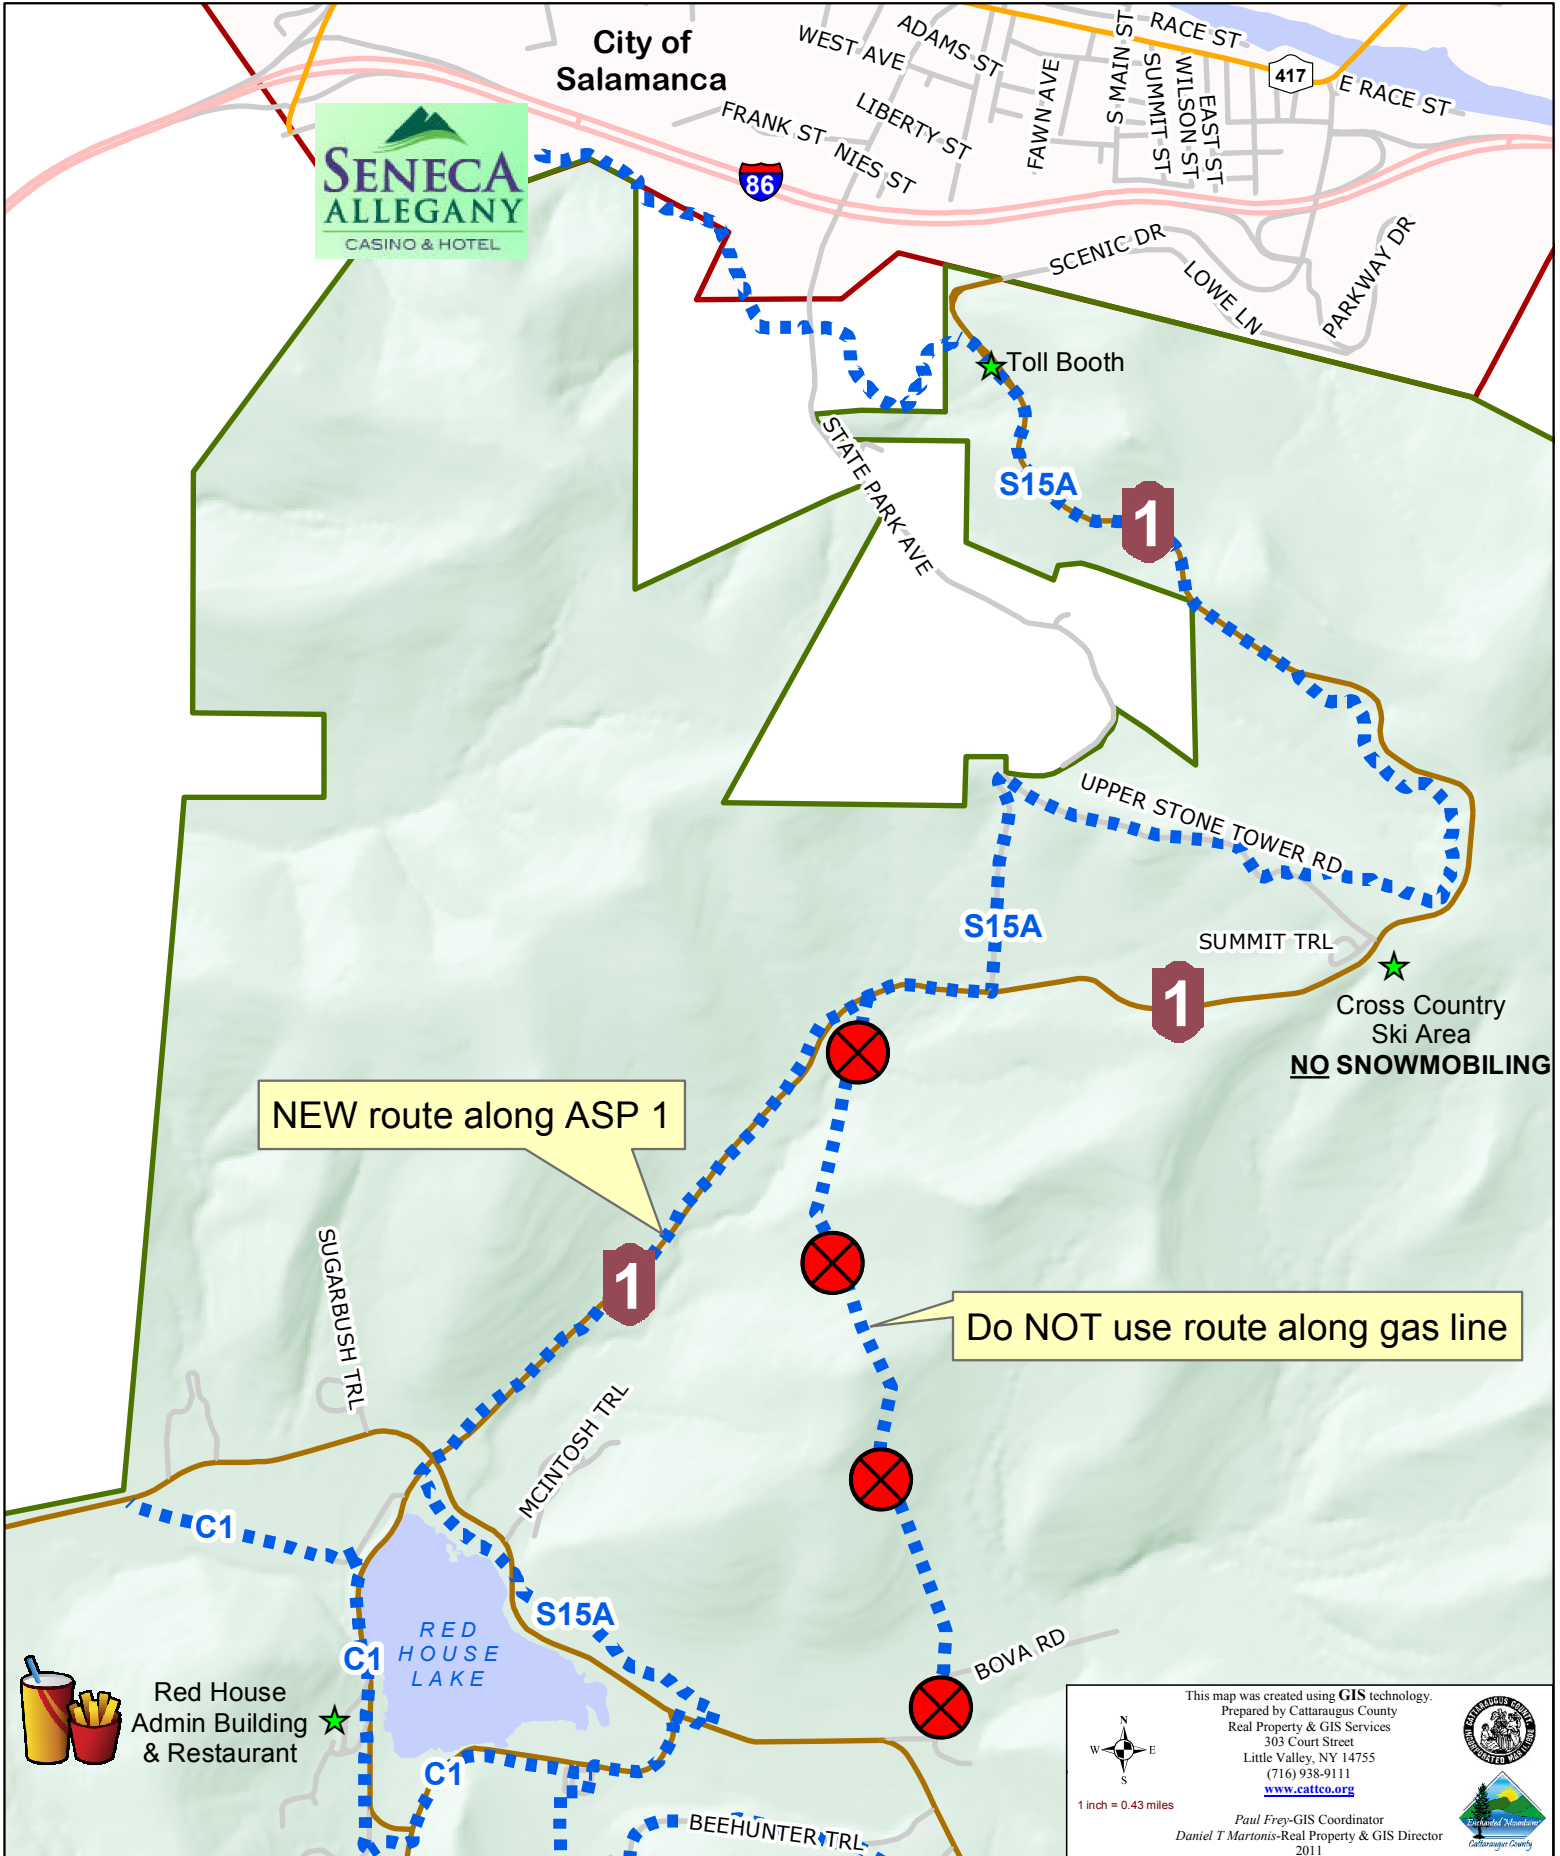 City of
Salamanca
WEST AVE
ADAMS ST
RACE ST
417
E RACE ST
S MAIN ST
SUMMIT ST
WILSON ST
EAST ST
FAWN AVE
LIBERTY ST
FRANK ST
NIES ST
86
SENECA
ALLEGANY
CASINO & HOTEL
SCENIC DR
LOWE LN
PARKWAY DR
Toll Booth
STATE PARK AVE
S15A
1
UPPER STONE TOWER RD
S15A
SUMMIT TRL
1
Cross Country
Ski Area
NO SNOWMOBILING
NEW route along ASP 1
1
SUGARBUSH TRL
Do NOT use route along gas line
MCINTOSH TRL
C1
S15A
RED
HOUSE
LAKE
C1
BOVA RD
Red House
Admin Building
& Restaurant
C1
BEEHUNTER TRL
N
W E
S
1 inch = 0.43 miles
This map was created using GIS technology.
Prepared by Cattaraugus County
Real Property & GIS Services
303 Court Street
Little Valley, NY 14755
(716) 938-9111
www.cattco.org
Paul Frey-GIS Coordinator
Daniel T Martonis-Real Property & GIS Director
2011
CATTARAUGUS COUNTY
Enchanted Mountains
Cattaraugus County